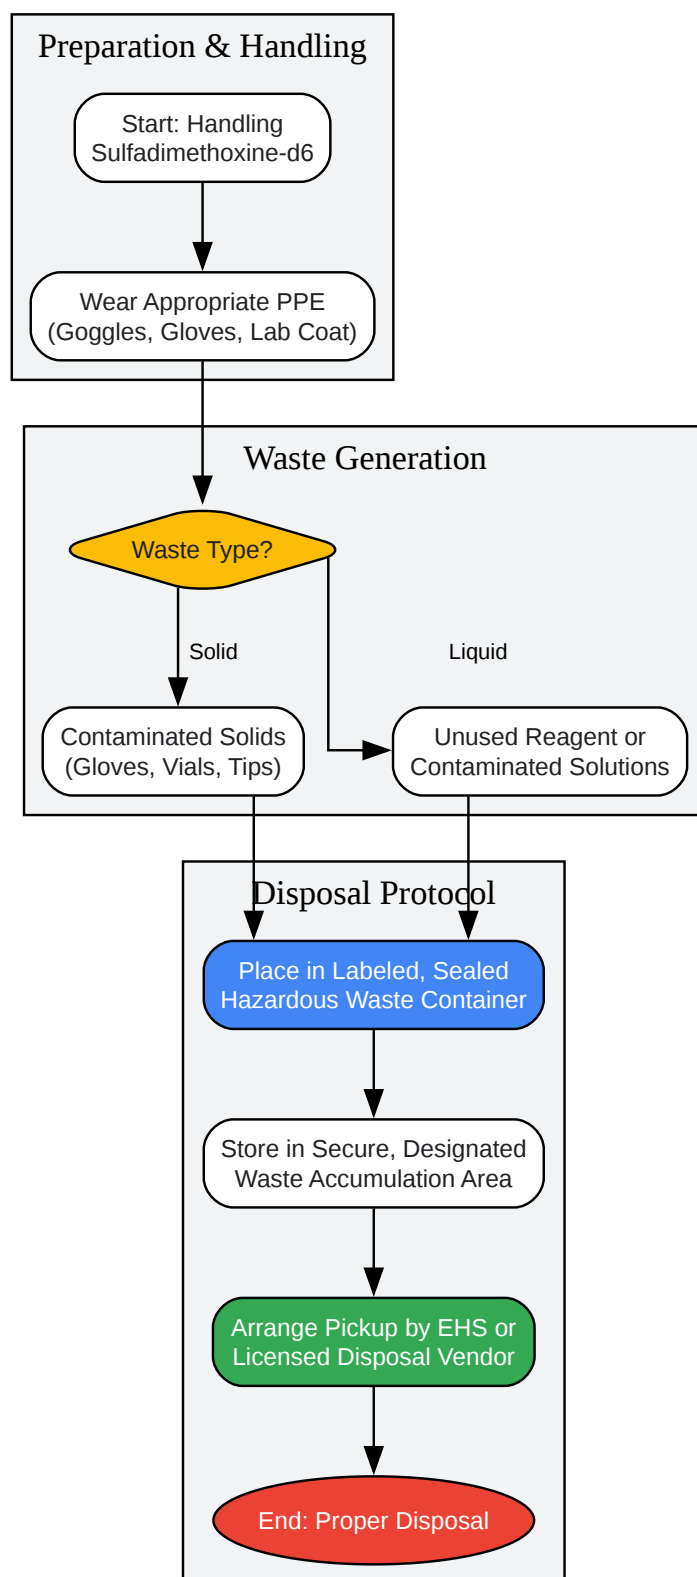 Preparation & Handling
Start: Handling
Sulfadimethoxine-d6
Wear Appropriate PPE
(Goggles, Gloves, Lab Coat)
Waste Generation
Waste Type?
Solid
Liquid
Contaminated Solids
(Gloves, Vials, Tips)
Unused Reagent or
Contaminated Solutions
Disposal Protocol
Place in Labeled, Sealed
Hazardous Waste Container
Store in Secure, Designated
Waste Accumulation Area
Arrange Pickup by EHS or
Licensed Disposal Vendor
End: Proper Disposal